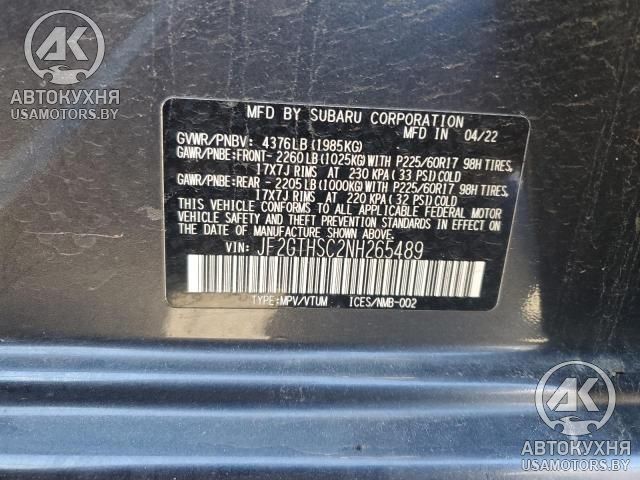 АК
АВТОКУХНЯ
USAMOTORS.BY
MFD BY SUBARU CORPORATION
MFD IN 04/22
GVWR/PNBV: 4376LB(1985KG)
GAWR/PNBE:FRONT- 2260LB(1025KG)WITH P225/60R17 98H TIRES,
17X7J RIMS AT 230 KPA(33 PSI)COLD
GAWR/PNBE:REAR - 2205LB(1000KG)WITH P225/60R17 98H TIRES,
17X7J RIMS AT 220 KPA(32 PSI)COLD
THIS VEHICLE CONFORMS TO ALL APPLICABLE FEDERAL MOTOR
VEHICLE SAFETY AND THEFT PREVENTION STANDARDS IN EFFECT
ON THE DATE OF MANUFACTURE SHOWN ABOVE.
VIN: JF2GTHSC2NH265489
TYPE:MPV/VTUM ICES/NMB-002
АК
АВТОКУХНЯ
USAMOTORS.BY